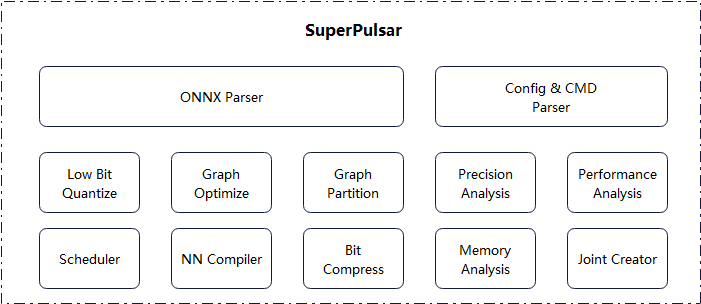 SuperPulsar
ONNX Parser
Config & CMD
Parser
Low Bit
Quantize
Graph
Optimize
Graph
Partition
Precision
Analysis
Performance
Analysis
Scheduler
NN Compiler
Bit
Compress
Memory
Analysis
Joint Creator